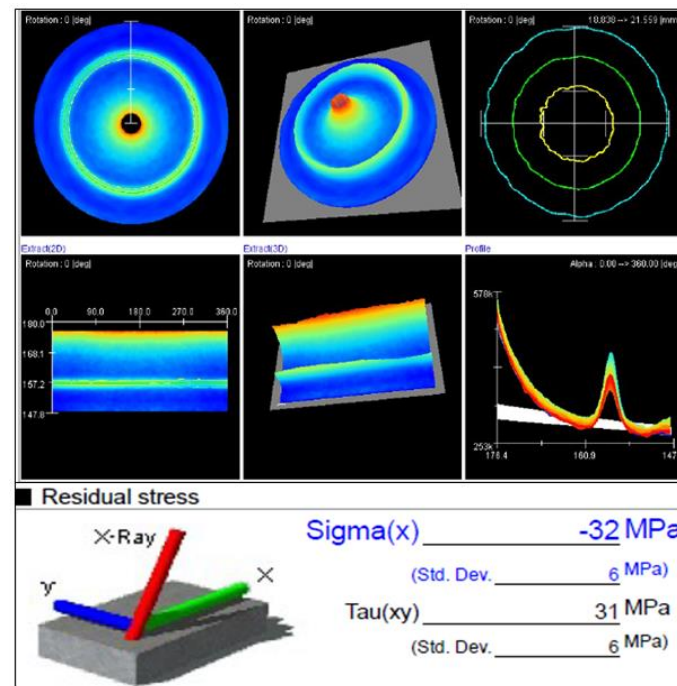 Rotation : 0 [deg]
Rotation : 0 [deg]
Rotation : 0 [deg]
18.838 --> 21.559 [mm
Extract(2D)
Extract(3D)
Profile
Rotation : 0 [deg]
Rotation : 0 [deg]
Alpha : 0.00 --> 360.00 [deg
0.0 90.0 180.0 270.0 360.0
180.0
168.1
157.2
147.8
578k
253k
176.4 160.9 147
Residual stress
X-Ray
y
X
Sigma(x) -32 MPa
(Std. Dev. 6 MPa)
Tau(xy) 31 MPa
(Std. Dev. 6 MPa)